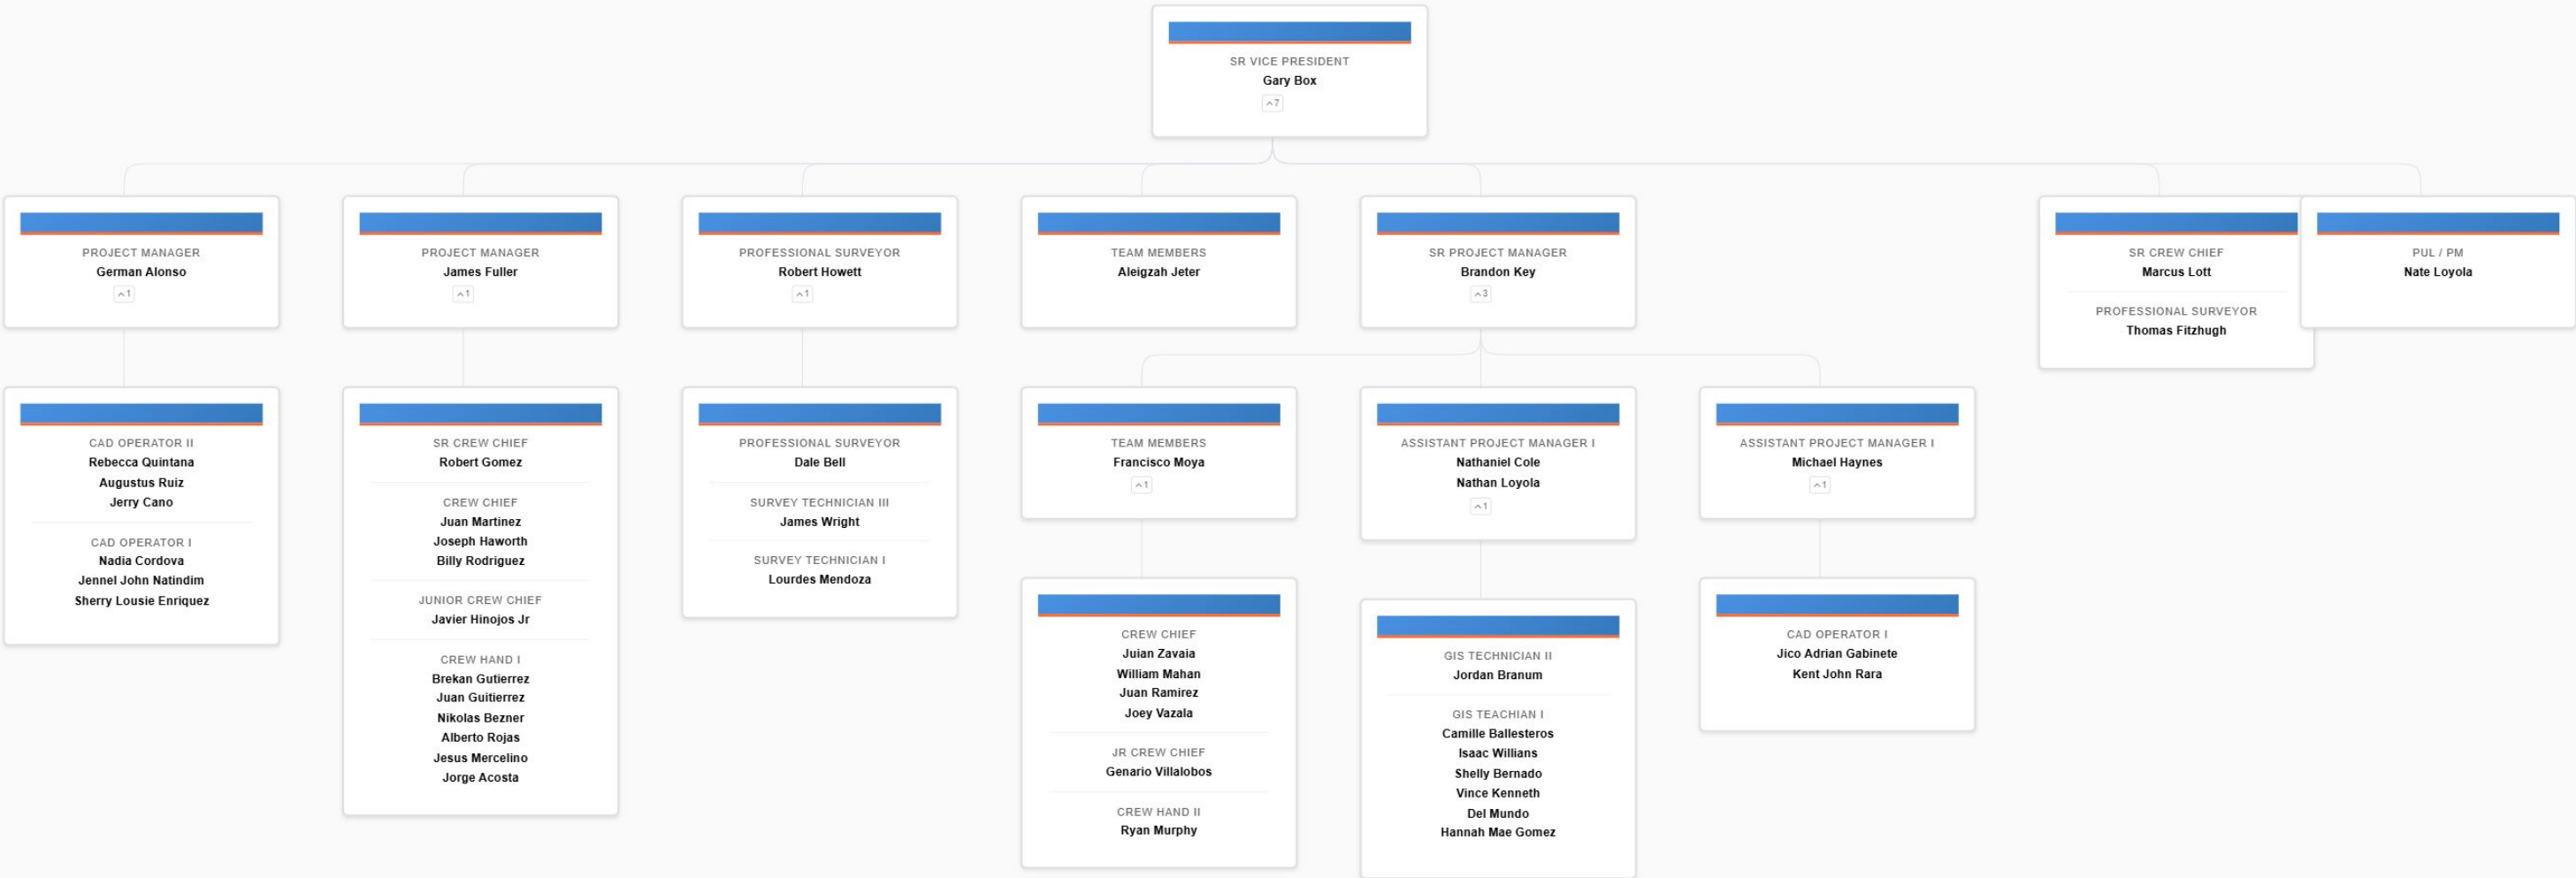 SR VICE PRESIDENT
Gary Box
7
PROJECT MANAGER
German Alonso
1
PROJECT MANAGER
James Fuller
1
PROFESSIONAL SURVEYOR
Robert Howett
1
TEAM MEMBERS
Aleigzah Jeter
SR PROJECT MANAGER
Brandon Key
3
SR CREW CHIEF
Marcus Lott
PROFESSIONAL SURVEYOR
Thomas Fitzhugh
PUL / PM
Nate Loyola
CAD OPERATOR II
Rebecca Quintana
Augustus Ruiz
Jerry Cano
CAD OPERATOR I
Nadia Cordova
Jennel John Natindim
Sherry Lousie Enriquez
SR CREW CHIEF
Robert Gomez
CREW CHIEF
Juan Martinez
Joseph Haworth
Billy Rodriguez
JUNIOR CREW CHIEF
Javier Hinojos Jr
CREW HAND I
Brekan Gutierrez
Juan Guitierrez
Nikolas Bezner
Alberto Rojas
Jesus Mercelino
Jorge Acosta
PROFESSIONAL SURVEYOR
Dale Bell
SURVEY TECHNICIAN III
James Wright
SURVEY TECHNICIAN I
Lourdes Mendoza
TEAM MEMBERS
Francisco Moya
1
ASSISTANT PROJECT MANAGER I
Nathaniel Cole
Nathan Loyola
1
ASSISTANT PROJECT MANAGER I
Michael Haynes
1
CREW CHIEF
Juian Zavaia
William Mahan
Juan Ramirez
Joey Vazala
JR CREW CHIEF
Genario Villalobos
CREW HAND II
Ryan Murphy
GIS TECHNICIAN II
Jordan Branum
GIS TEACHIAN I
Camille Ballesteros
Isaac Willians
Shelly Bernado
Vince Kenneth
Del Mundo
Hannah Mae Gomez
CAD OPERATOR I
Jico Adrian Gabinete
Kent John Rara